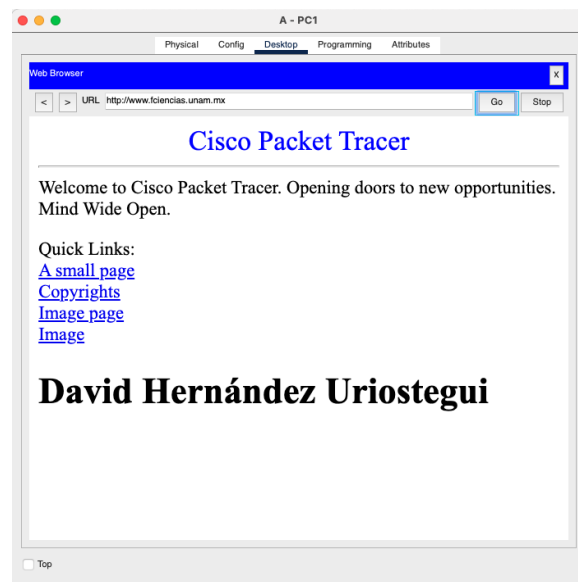 A - PC1
Physical Config Desktop Programming Attributes
Web Browser X
< > URL http://www.fciencias.unam.mx Go Stop
Cisco Packet Tracer
Welcome to Cisco Packet Tracer. Opening doors to new opportunities.
Mind Wide Open.
Quick Links:
A small page
Copyrights
Image page
Image
David Hernández Uriostegui
Top